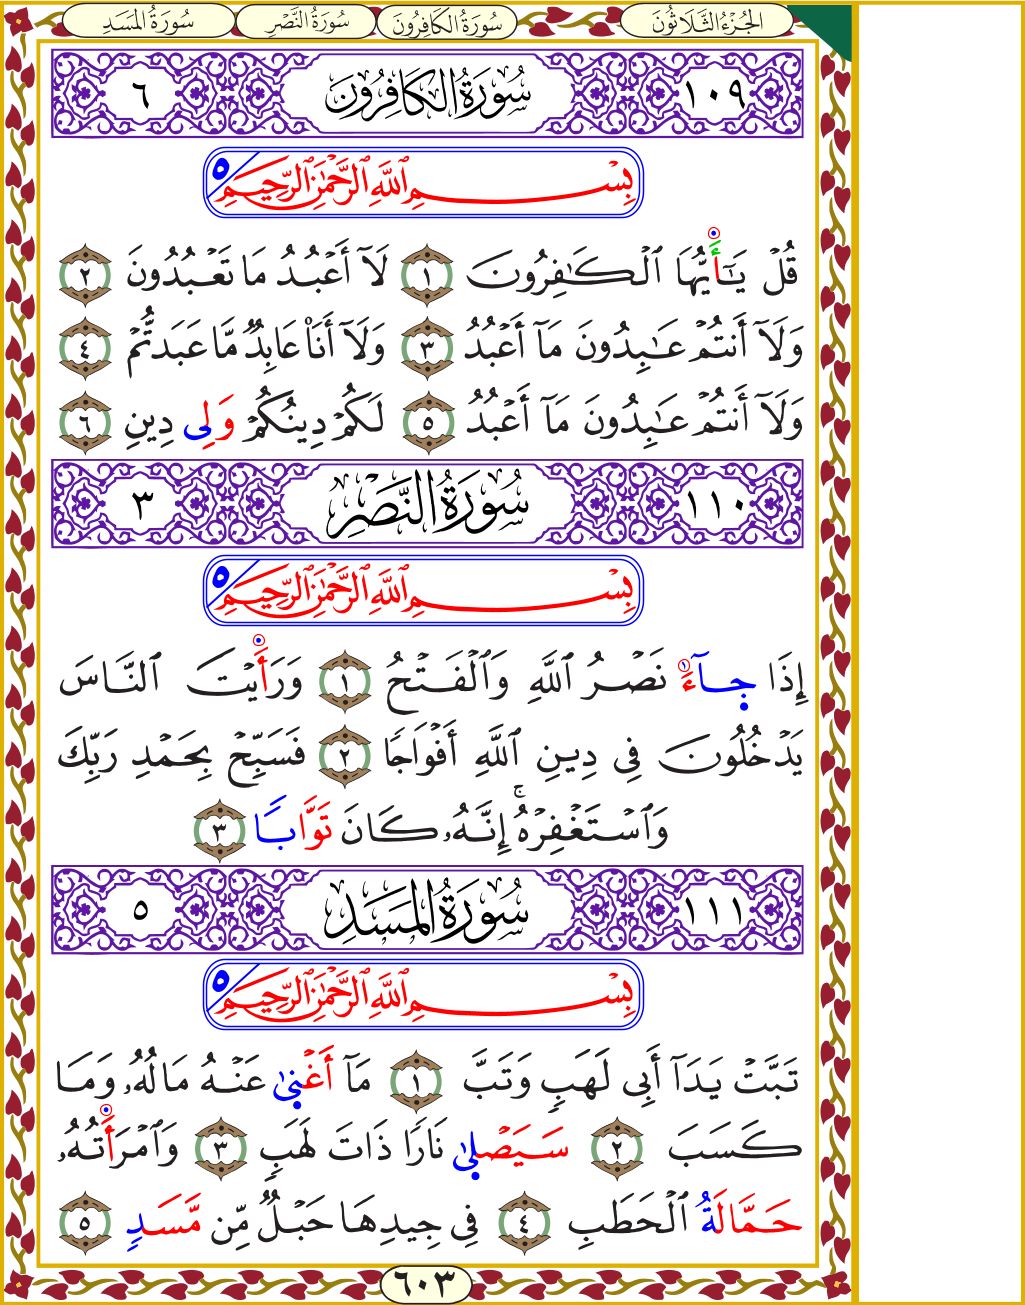 الجُزْءُ الثَّلَاثُونَ سُورَةُ الكَافِرُونَ سُورَةُ النَّصْرِ سُورَةُ المَسَدِ
١٠٩ سُورَةُ الكَافِرُونَ ٦
بِسْمِ اللَّهِ الرَّحْمَٰنِ الرَّحِيمِ ٥
قُلْ يَـٰٓأَيُّهَا ٱلْكَـٰفِرُونَ ١ لَآ أَعْبُدُ مَا تَعْبُدُونَ ٢
وَلَآ أَنتُمْ عَـٰبِدُونَ مَآ أَعْبُدُ ٣ وَلَآ أَنَا۠ عَابِدٌ مَّا عَبَدتُّمْ ٤
وَلَآ أَنتُمْ عَـٰبِدُونَ مَآ أَعْبُدُ ٥ لَكُمْ دِينُكُمْ وَلِى دِينِ ٦
١١٠ سُورَةُ النَّصْرِ ٣
بِسْمِ اللَّهِ الرَّحْمَٰنِ الرَّحِيمِ ٥
إِذَا جَآءَ ١ نَصْرُ ٱللَّهِ وَٱلْفَتْحُ ١ وَرَأَيْتَ ٱلنَّاسَ
يَدْخُلُونَ فِى دِينِ ٱللَّهِ أَفْوَاجًا ٢ فَسَبِّحْ بِحَمْدِ رَبِّكَ
وَٱسْتَغْفِرْهُ ۚ إِنَّهُۥ كَانَ تَوَّابًۢا ٣
١١١ سُورَةُ المَسَدِ ٥
بِسْمِ اللَّهِ الرَّحْمَٰنِ الرَّحِيمِ ٥
تَبَّتْ يَدَآ أَبِى لَهَبٍ وَتَبَّ ١ مَآ أَغْنَىٰ عَنْهُ مَالُهُۥ وَمَا
كَسَبَ ٢ سَيَصْلَىٰ نَارًا ذَاتَ لَهَبٍ ٣ وَٱمْرَأَتُهُۥ
حَمَّالَةُ ٱلْحَطَبِ ٤ فِى جِيدِهَا حَبْلٌ مِّن مَّسَدٍ ٥
٦٠٣